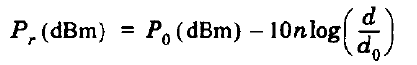 P_r (dBm) = P_0 (dBm) − 10n log(d/d_0)